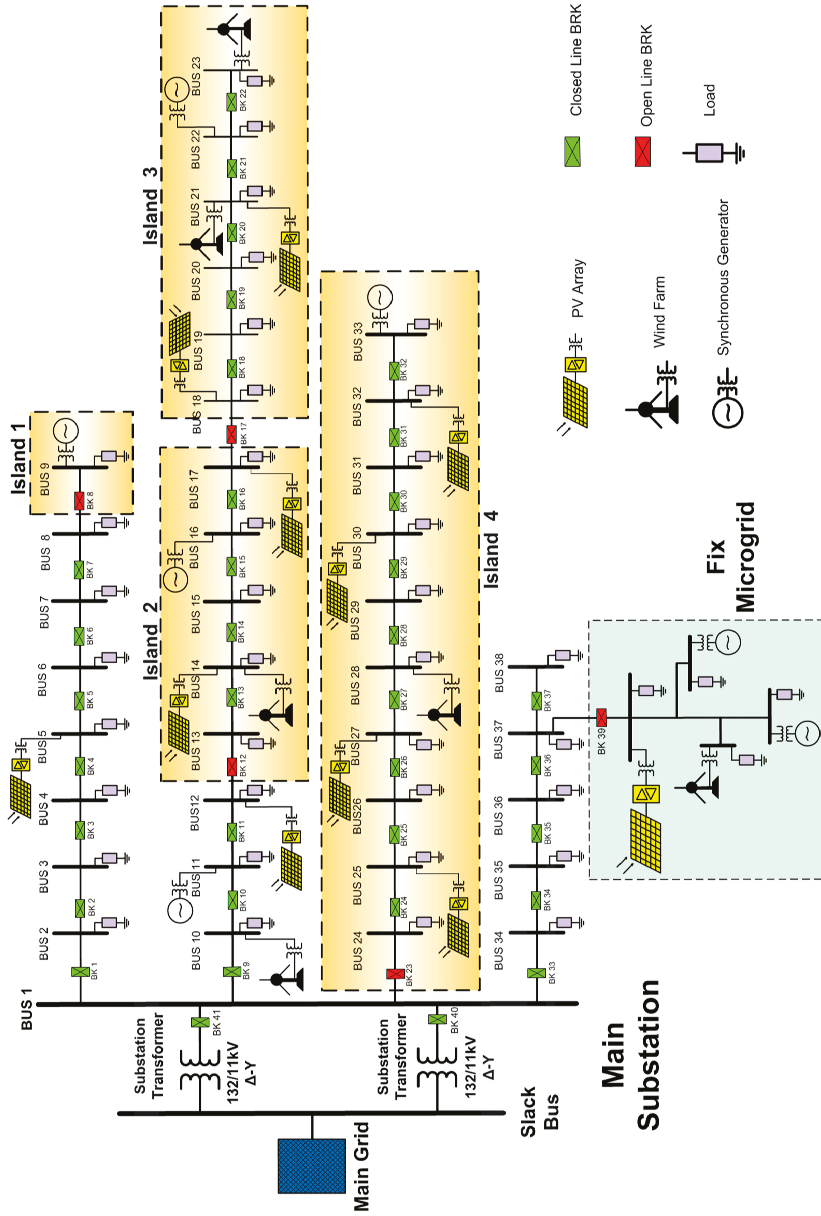 Main Grid
Slack
Bus
Substation
Transformer
132/11kV
Δ-Y
BK 41
Substation
Transformer
132/11kV
Δ-Y
BK 40
Main
Substation
BUS 1
BK 1
BUS 2
BK 2
BUS 3
BK 3
BUS 4
BK 4
BUS 5
BK 5
BUS 6
BK 6
BUS 7
BK 7
BUS 8
BK 8
BUS 9
Island 1
BK 9
BUS 10
BK 10
BUS 11
BK 11
BUS12
BK 12
BUS 13
BK 13
BUS 14
BK 14
BUS 15
BK 15
BUS 16
BK 16
BUS 17
Island 2
BK 17
BUS 18
BK 18
BUS 19
BK 19
BUS 20
BK 20
BUS 21
BK 21
BUS 22
BK 22
BUS 23
Island 3
BK 23
BUS 24
BK 24
BUS 25
BK 25
BUS26
BK 26
BUS 27
BK 27
BUS 28
BK 28
BUS 29
BK 29
BUS 30
BK 30
BUS 31
BK 31
BUS 32
BK 32
BUS 33
Island 4
BK 33
BUS 34
BK 34
BUS 35
BK 35
BUS 36
BK 36
BUS 37
BK 37
BUS 38
BK 39
Fix
Microgrid
PV Array
Wind Farm
Synchronous Generator
Closed Line BRK
Open Line BRK
Load